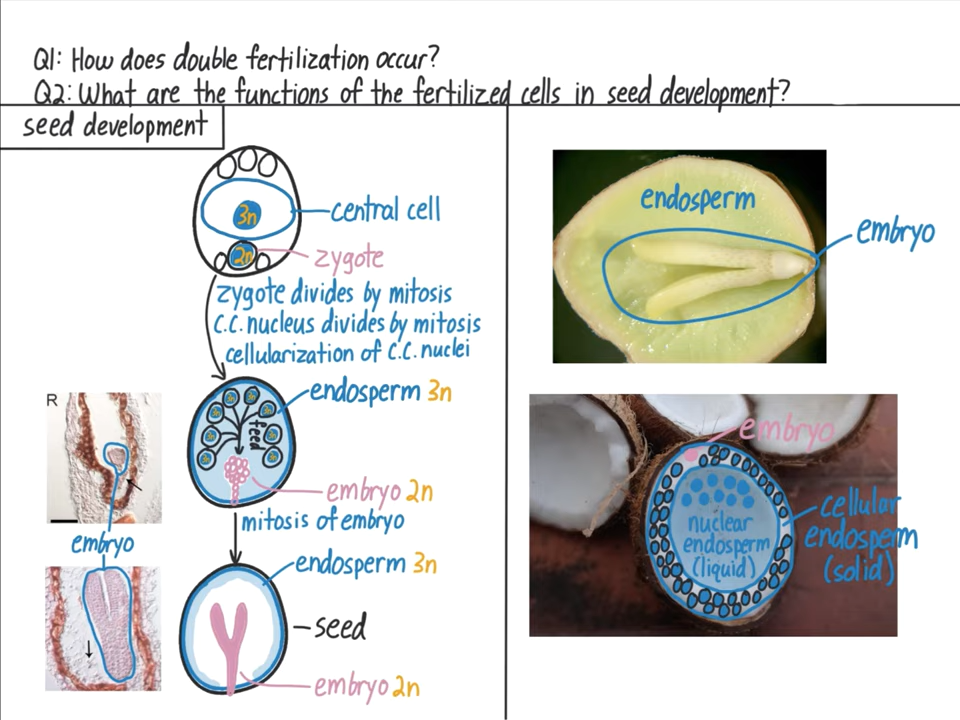 Q1: How does double fertilization occur?
Q2: What are the functions of the fertilized cells in seed development?
seed development
3n
central cell
2n
zygote
zygote divides by mitosis
C.C. nucleus divides by mitosis
cellularization of C.C. nuclei
endosperm 3n
feed
embryo 2n
mitosis of embryo
endosperm 3n
seed
embryo 2n
R
embryo
endosperm
embryo
embryo
nuclear
endosperm
(liquid)
cellular
endosperm
(solid)